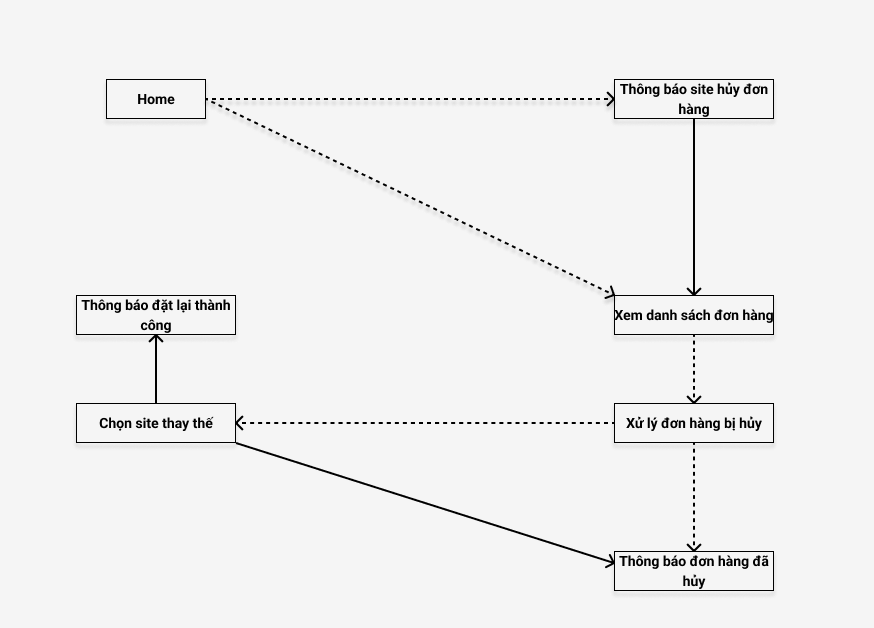 Home
Thông báo site hủy đơn
hàng
Thông báo đặt lại thành
công
Xem danh sách đơn hàng
Chọn site thay thế
Xử lý đơn hàng bị hủy
Thông báo đơn hàng đã
hủy